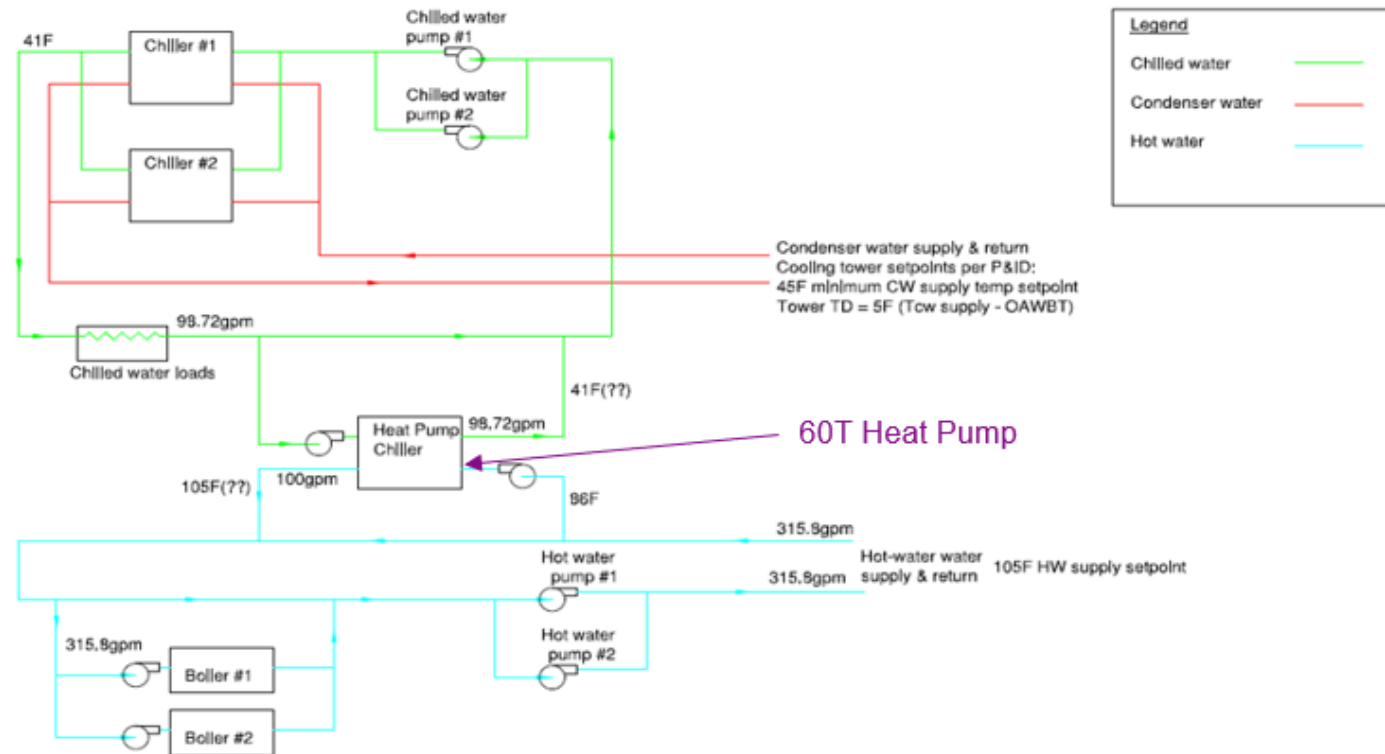 41F
Chiller #1
Chilled water
pump #1
Chilled water
pump #2
Chiller #2
Legend
Chilled water
Condenser water
Hot water
Condenser water supply & return
Cooling tower setpoints per P&ID:
45F minimum CW supply temp setpoint
Tower TD = 5F (Tcw supply - OAWBT)
98.72gpm
Chilled water loads
41F(??)
Heat Pump
Chiller
98.72gpm
60T Heat Pump
105F(??)
100gpm
86F
315.8gpm
Hot-water water
supply & return
105F HW supply setpoint
315.8gpm
Hot water
pump #1
Hot water
pump #2
315.8gpm
Boiler #1
Boiler #2